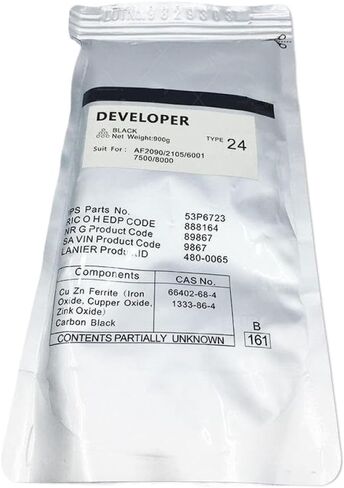 DEVELOPER
BLACK
Net Weight:900g
TYPE 24
Suit For: AF2090/2105/6001
7500/8000
PS Parts No. 53P6723
RIC O H EDP CODE 888164
NR G Product Code 89867
SA VIN Product Code 9867
LANIER Produ AID 480-0065
Components CAS No.
Cu Zn Ferrite (Iron 66402-68-4
Oxide, Cupper Oxide, 1333-86-4
Zink Oxide)
Carbon Black
CONTENTS PARTIALLY UNKNOWN
B
161